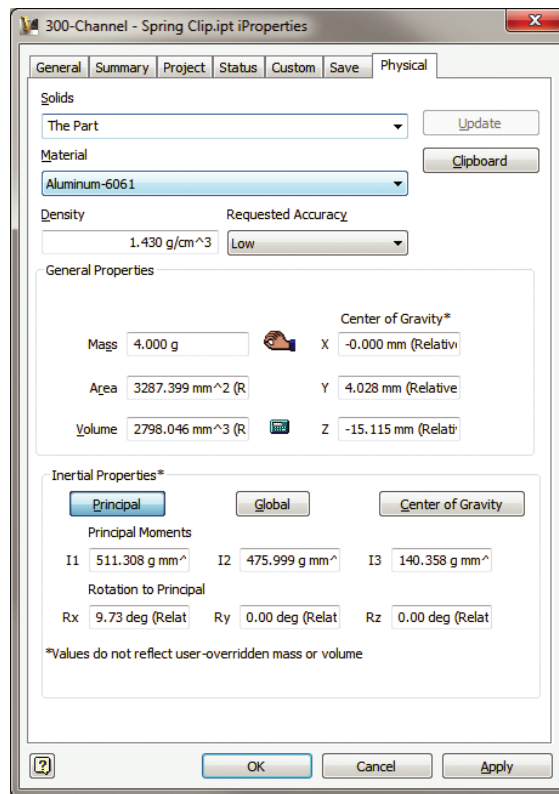 300-Channel - Spring Clip.ipt iProperties
General Summary Project Status Custom Save Physical
Solids
The Part Update
Material Clipboard
Aluminum-6061
Density Requested Accuracy
1.430 g/cm^3 Low
General Properties
Center of Gravity*
Mass 4.000 g X -0.000 mm (Relative
Area 3287.399 mm^2 (R Y 4.028 mm (Relative
Volume 2798.046 mm^3 (R Z -15.115 mm (Relati
Inertial Properties*
Principal Global Center of Gravity
Principal Moments
I1 511.308 g mm^ I2 475.999 g mm^ I3 140.358 g mm^
Rotation to Principal
Rx 9.73 deg (Relat Ry 0.00 deg (Relat Rz 0.00 deg (Relat
*Values do not reflect user-overridden mass or volume
OK Cancel Apply